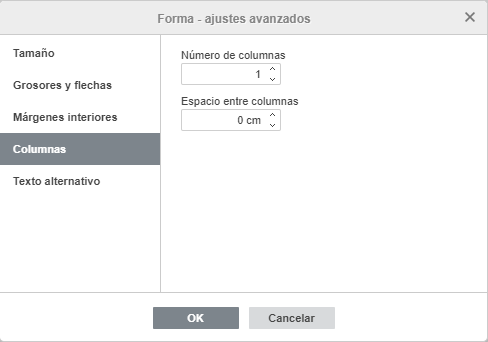 Forma - ajustes avanzados
Tamaño
Grosores y flechas
Márgenes interiores
Columnas
Texto alternativo
Número de columnas
1
Espacio entre columnas
0 cm
OK
Cancelar